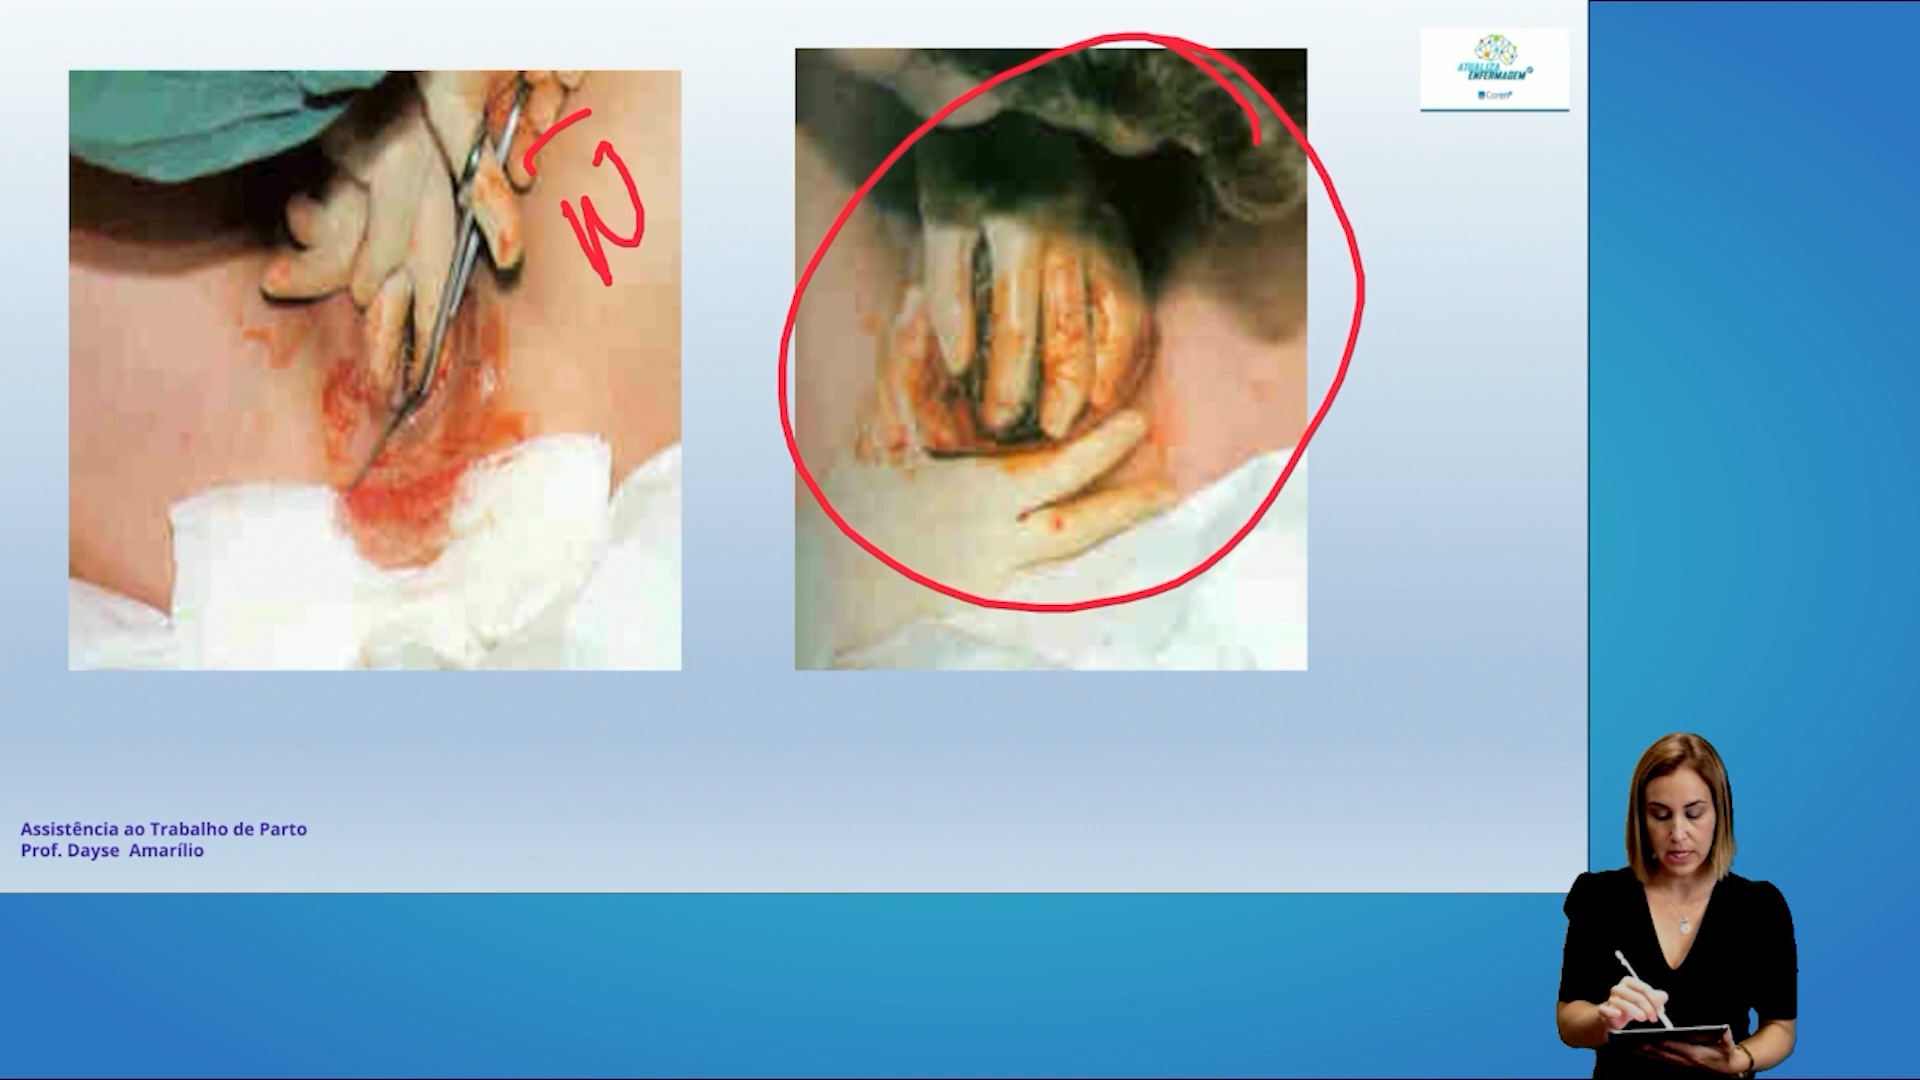 ATUALIZA
ENFERMAGEM
Coren
Assistência ao Trabalho de Parto
Prof. Dayse Amarílio